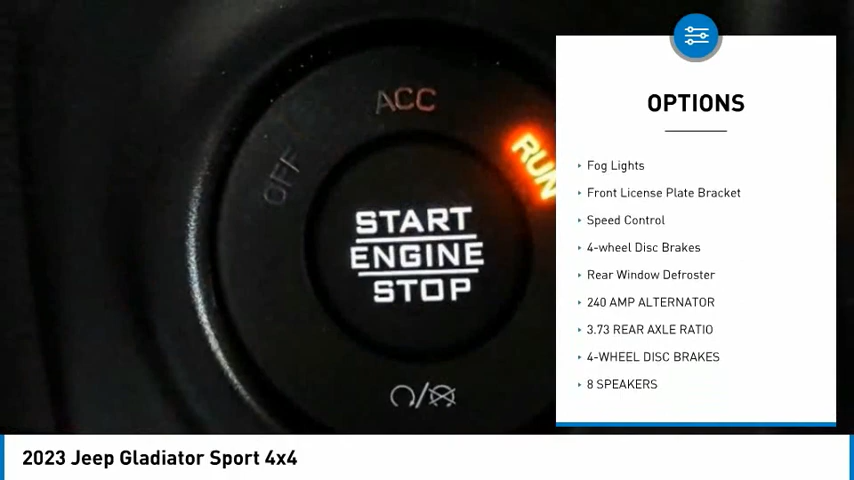 ACC
OFF
RUN
START
ENGINE
STOP
OPTIONS
Fog Lights
Front License Plate Bracket
Speed Control
4-wheel Disc Brakes
Rear Window Defroster
240 AMP ALTERNATOR
3.73 REAR AXLE RATIO
4-WHEEL DISC BRAKES
8 SPEAKERS
2023 Jeep Gladiator Sport 4x4